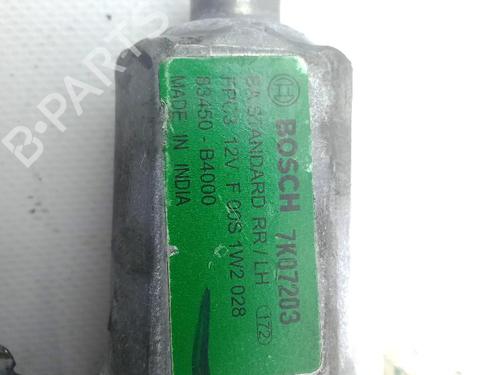 BOSCH 7K07203
BA STANDARD RR / LH (172)
FPG3 12V F 00S 1W2 028
83450 - B4000
MADE IN INDIA
B-PARTS